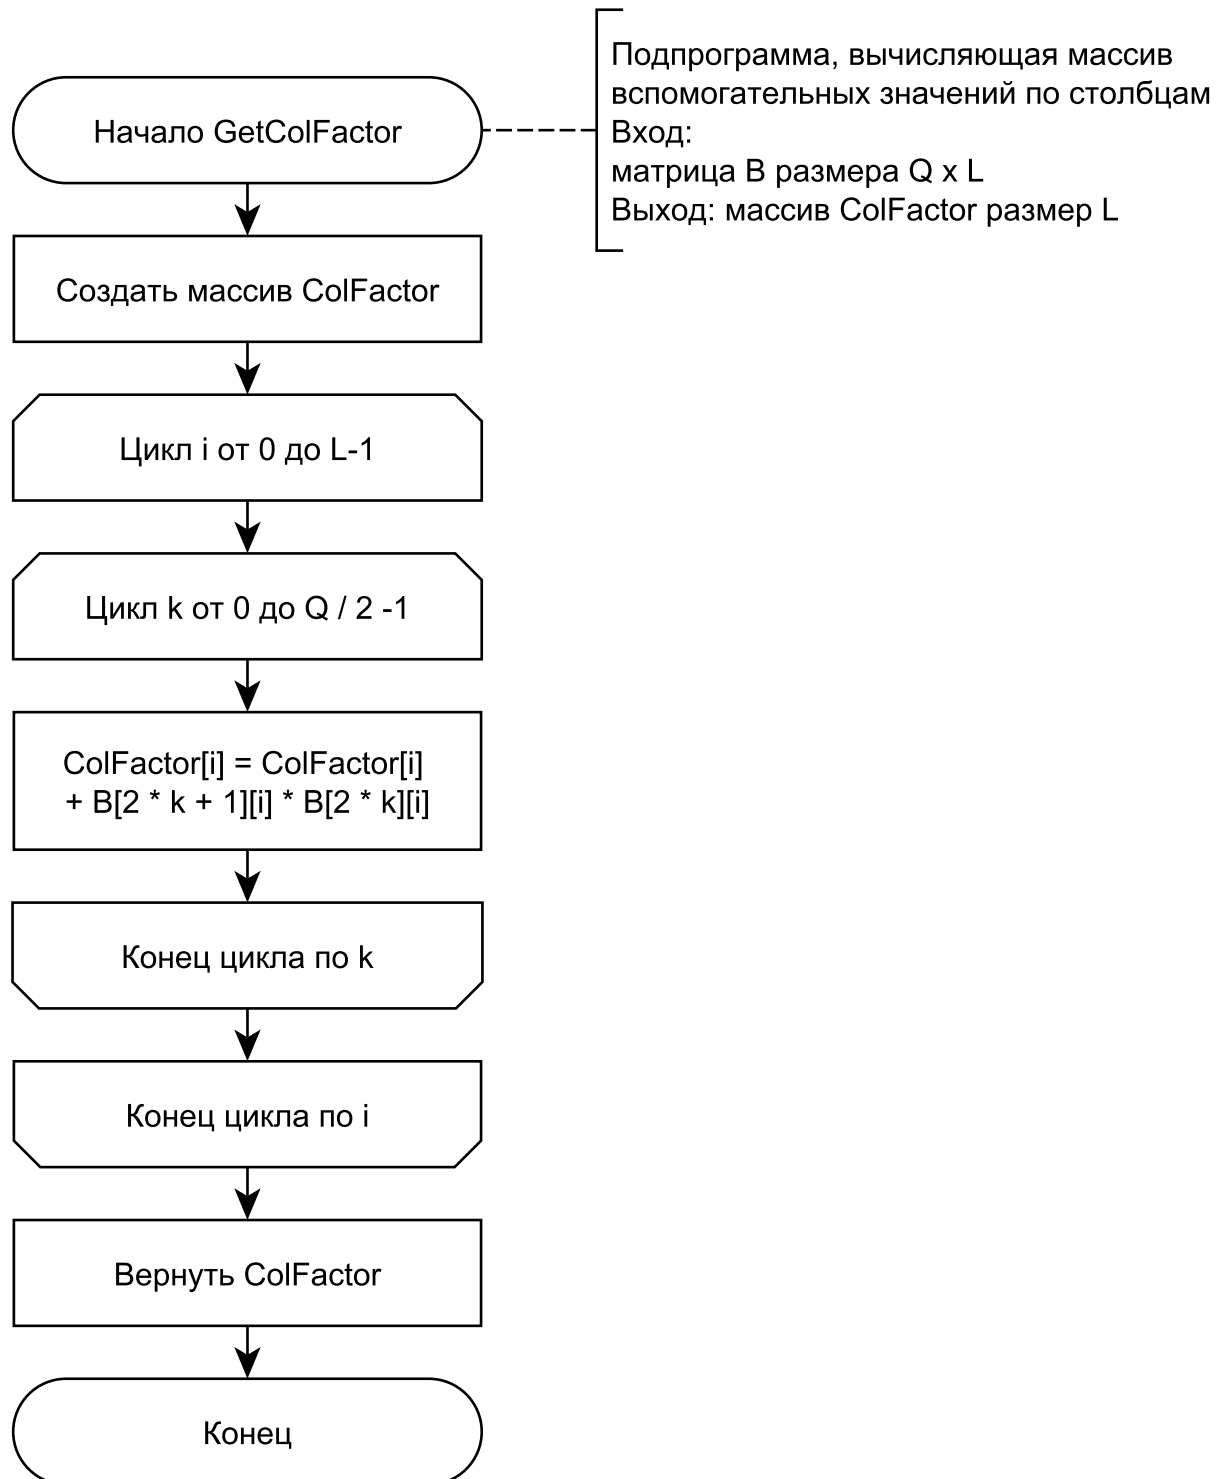 Начало GetColFactor
Подпрограмма, вычисляющая массив
вспомогательных значений по столбцам
Вход:
матрица B размера Q x L
Выход: массив ColFactor размер L
Создать массив ColFactor
Цикл i от 0 до L-1
Цикл k от 0 до Q / 2 -1
ColFactor[i] = ColFactor[i]
+ B[2 * k + 1][i] * B[2 * k][i]
Конец цикла по k
Конец цикла по i
Вернуть ColFactor
Конец